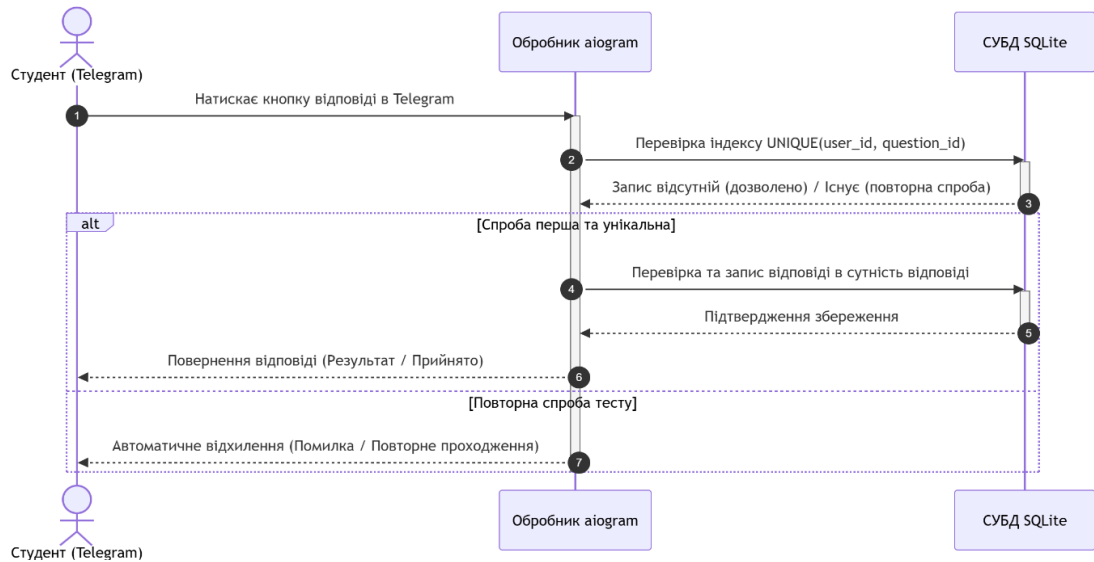 Студент (Telegram)
Обробник aiogram
СУБД SQLite
Натискає кнопку відповіді в Telegram
1
Перевірка індексу UNIQUE(user_id, question_id)
2
Запис відсутній (дозволено) / Існує (повторна спроба)
3
alt
[Спроба перша та унікальна]
Перевірка та запис відповіді в сутність відповіді
4
Підтвердження збереження
5
Повернення відповіді (Результат / Прийнято)
6
[Повторна спроба тесту]
Автоматичне відхилення (Помилка / Повторне проходження)
7
Студент (Telegram)
Обробник aiogram
СУБД SQLite